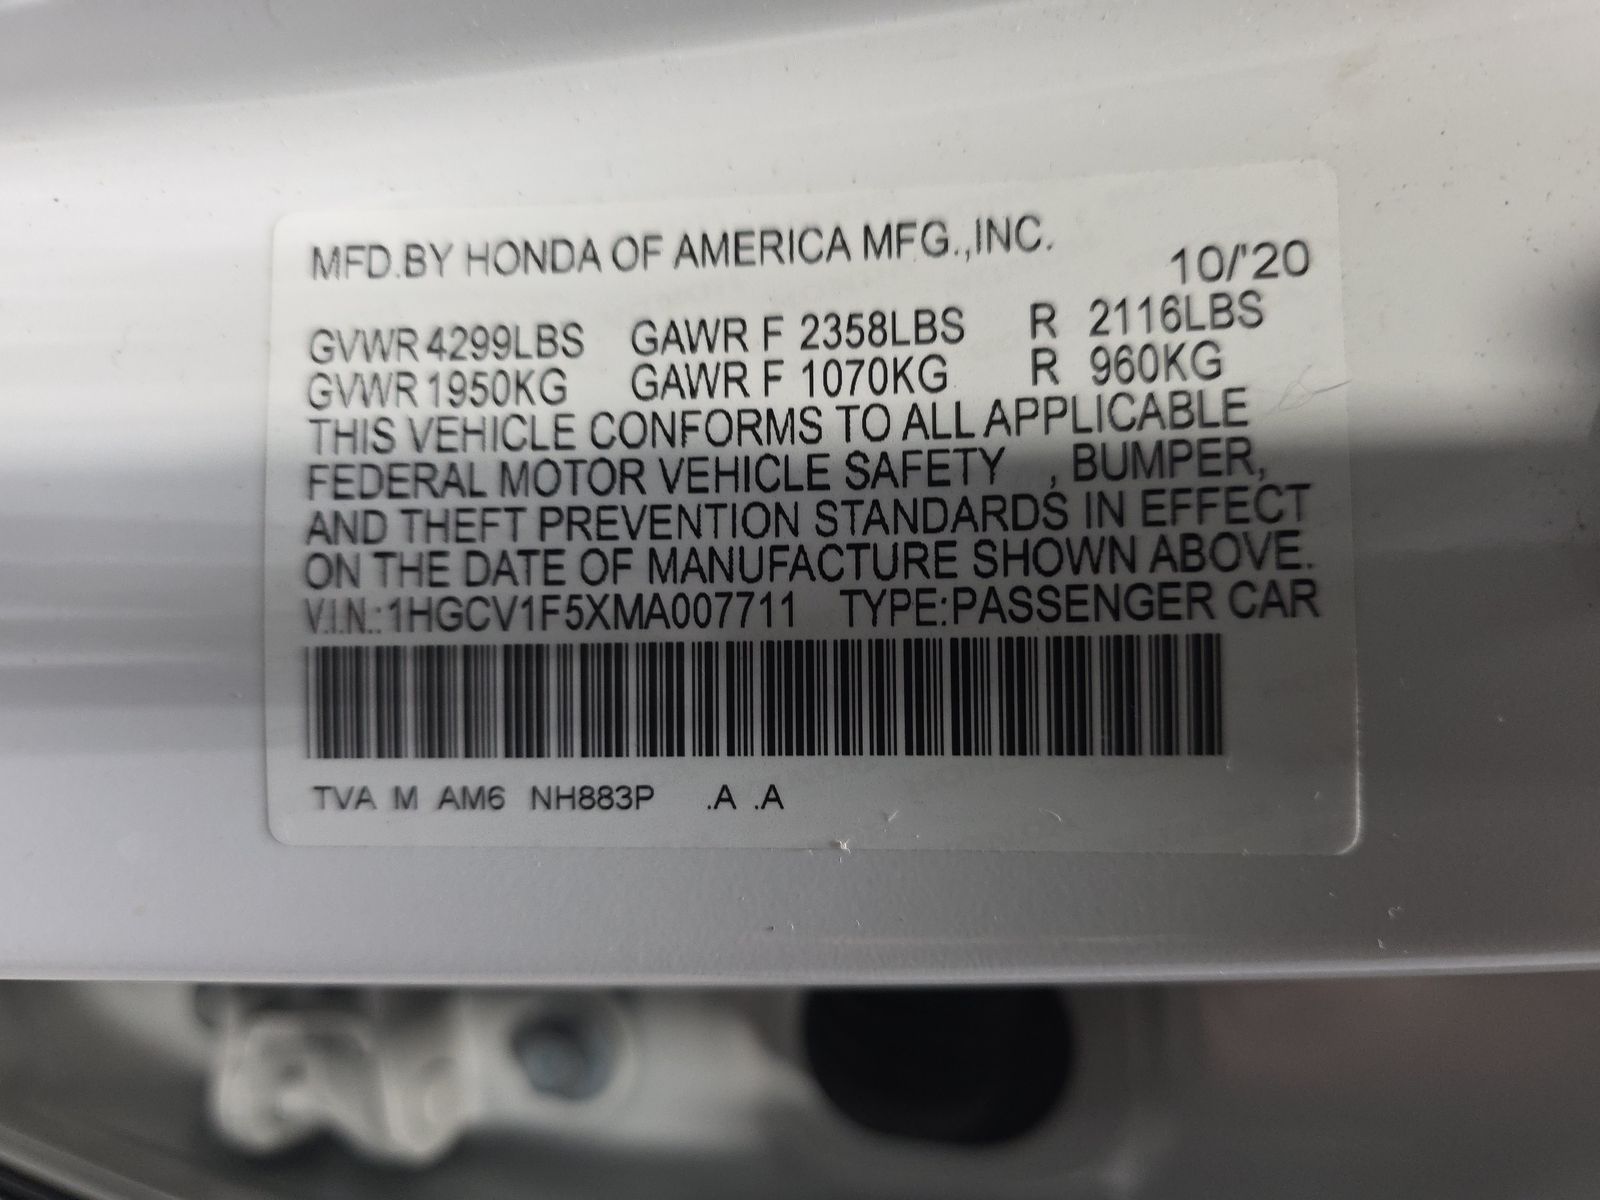 MFD.BY HONDA OF AMERICA MFG.,INC. 10/'20
GVWR 4299LBS GAWR F 2358LBS R 2116LBS
GVWR 1950KG GAWR F 1070KG R 960KG
THIS VEHICLE CONFORMS TO ALL APPLICABLE
FEDERAL MOTOR VEHICLE SAFETY , BUMPER,
AND THEFT PREVENTION STANDARDS IN EFFECT
ON THE DATE OF MANUFACTURE SHOWN ABOVE.
V.I.N.:1HGCV1F5XMA007711 TYPE:PASSENGER CAR
TVA M AM6 NH883P .A .A